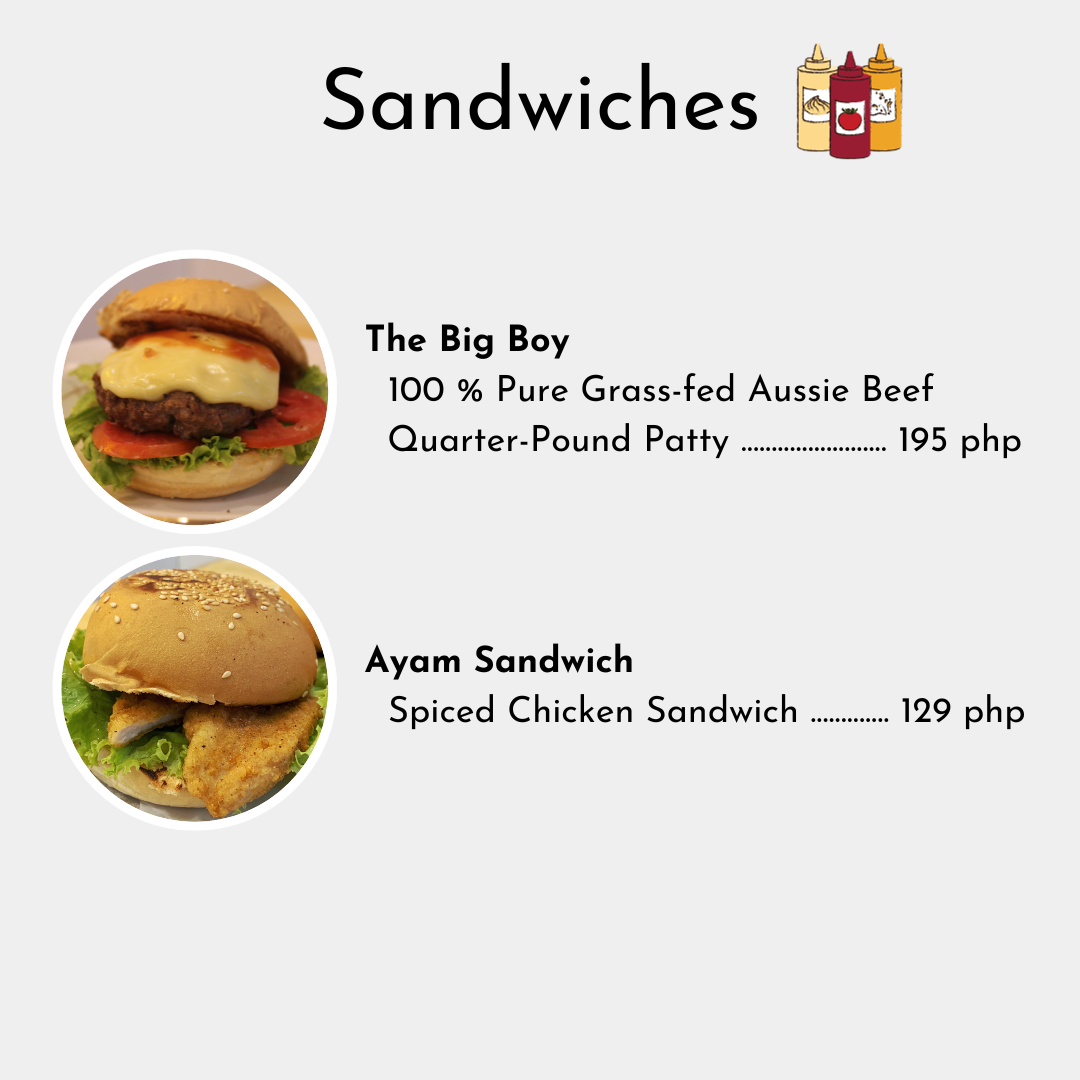 Sandwiches
The Big Boy
100 % Pure Grass-fed Aussie Beef
Quarter-Pound Patty ........................ 195 php
Ayam Sandwich
Spiced Chicken Sandwich ............. 129 php